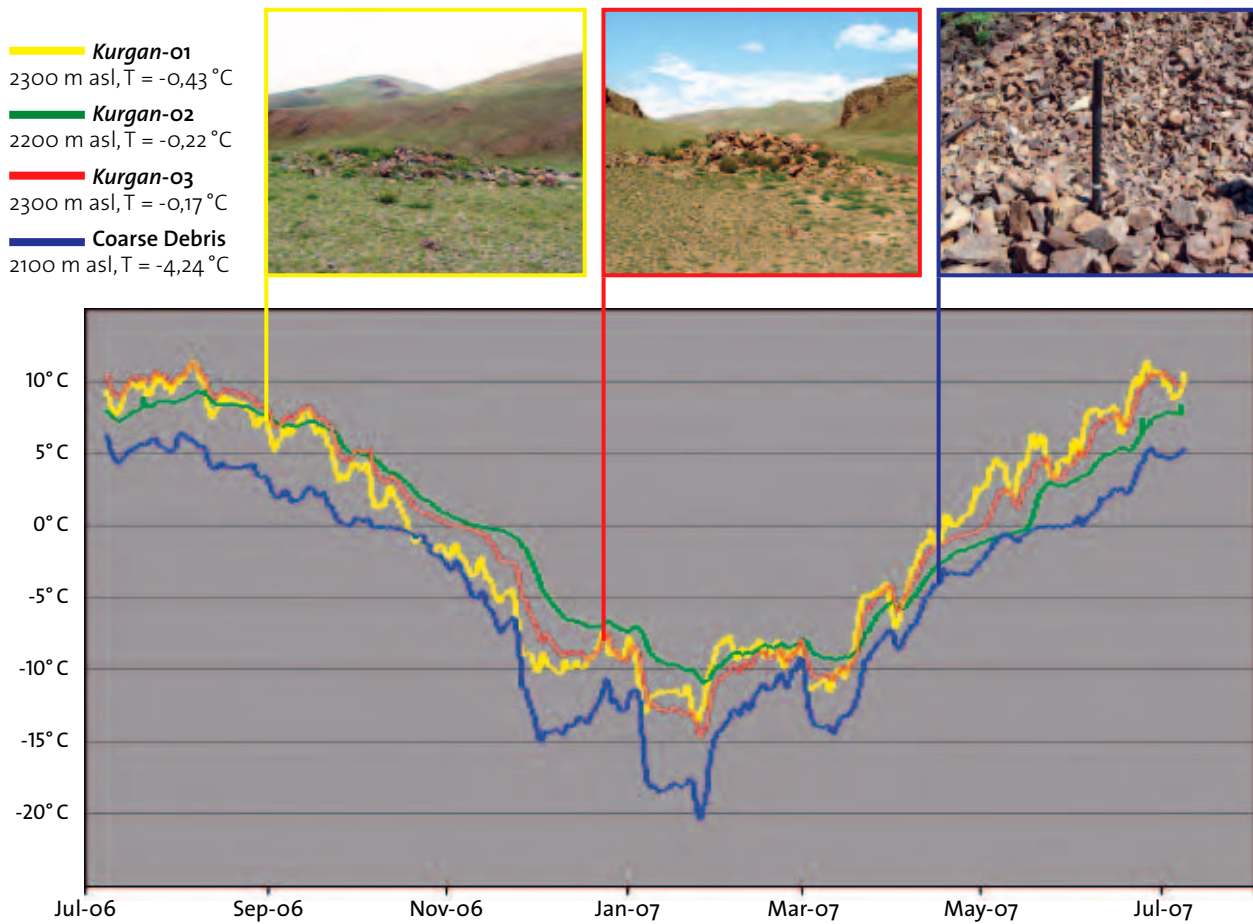 Kurgan-01
2300 m asl, T = -0,43 °C
Kurgan-02
2200 m asl, T = -0,22 °C
Kurgan-03
2300 m asl, T = -0,17 °C
Coarse Debris
2100 m asl, T = -4,24 °C
10° C
5° C
0° C
-5° C
-10° C
-15° C
-20° C
Jul-06 Sep-06 Nov-06 Jan-07 Mar-07 May-07 Jul-07